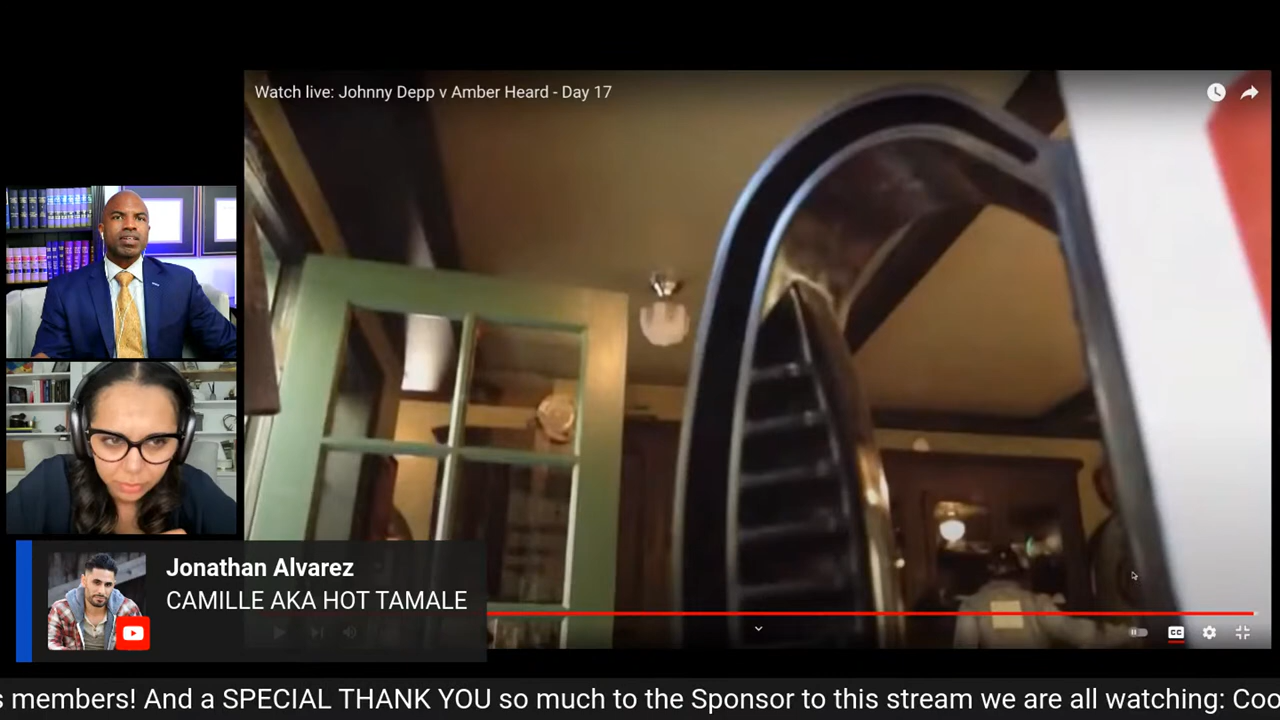 Watch live: Johnny Depp v Amber Heard - Day 17
Jonathan Alvarez
CAMILLE AKA HOT TAMALE
CC
s members! And a SPECIAL THANK YOU so much to the Sponsor to this stream we are all watching: Coo